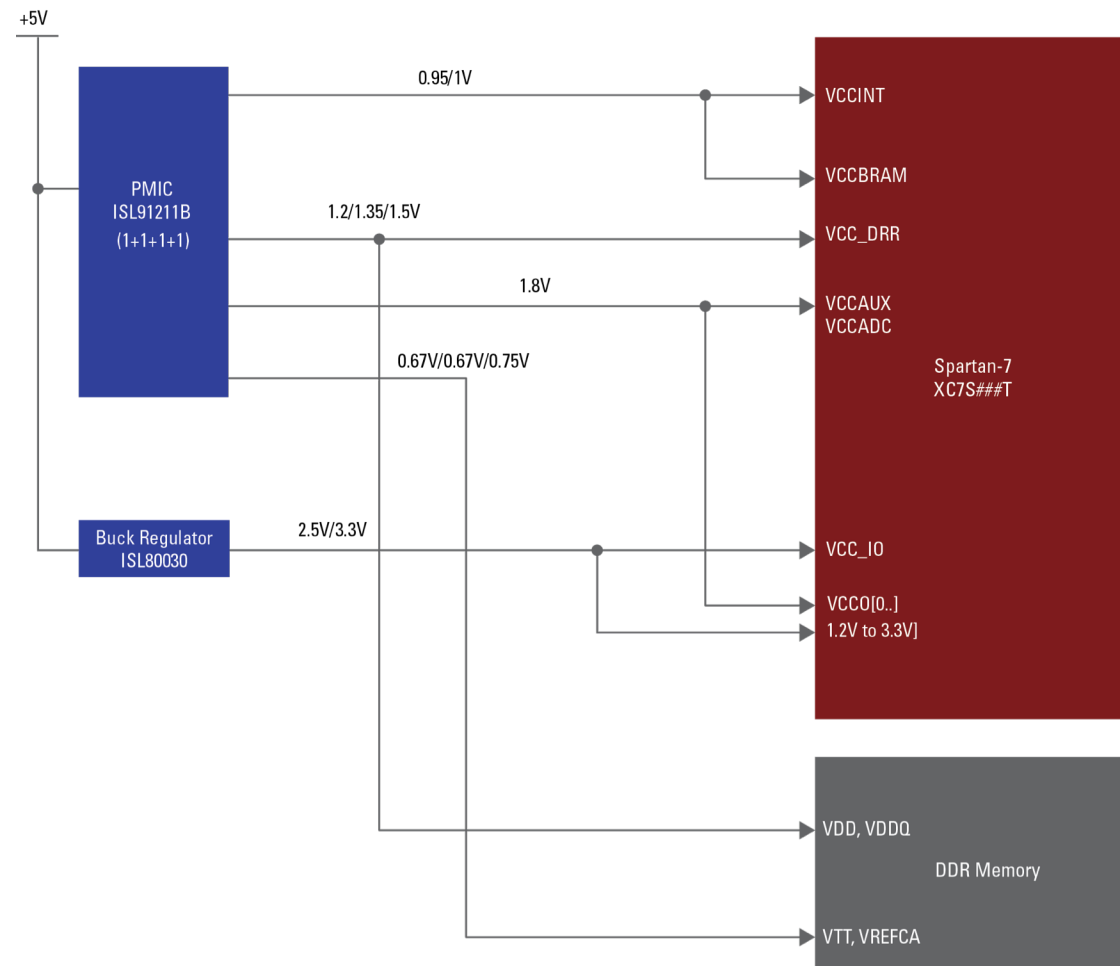 +5V
PMIC
ISL91211B
(1+1+1+1)
0.95/1V
1.2/1.35/1.5V
1.8V
0.67V/0.67V/0.75V
Buck Regulator
ISL80030
2.5V/3.3V
VCCINT
VCCBRAM
VCC_DRR
VCCAUX
VCCADC
Spartan-7
XC7S###T
VCC_IO
VCCO[0..]
1.2V to 3.3V]
VDD, VDDQ
DDR Memory
VTT, VREFCA